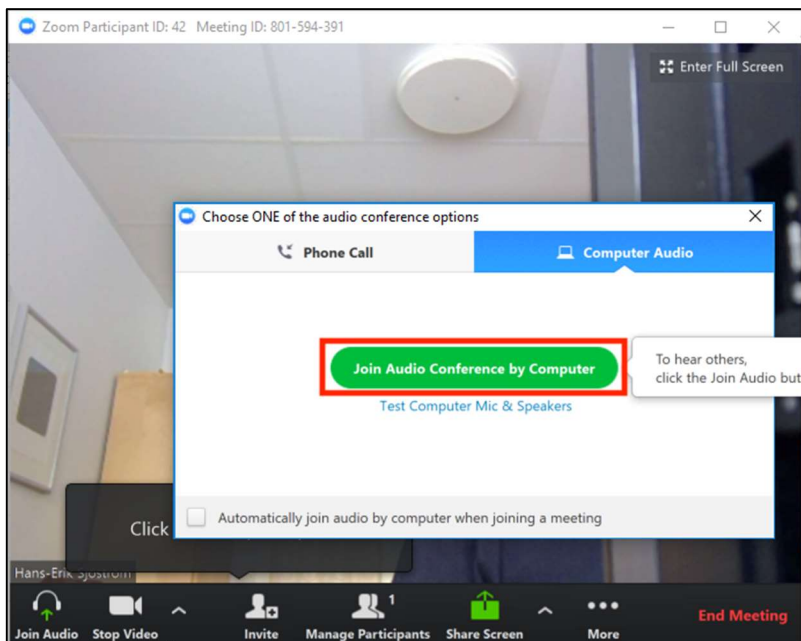 Zoom Participant ID: 42 Meeting ID: 801-594-391
Enter Full Screen
Choose ONE of the audio conference options
Phone Call
Computer Audio
Join Audio Conference by Computer
To hear others,
click the Join Audio but
Test Computer Mic & Speakers
Automatically join audio by computer when joining a meeting
Click
Hans-Erik Sjöström
1
Join Audio Stop Video Invite Manage Participants Share Screen More End Meeting